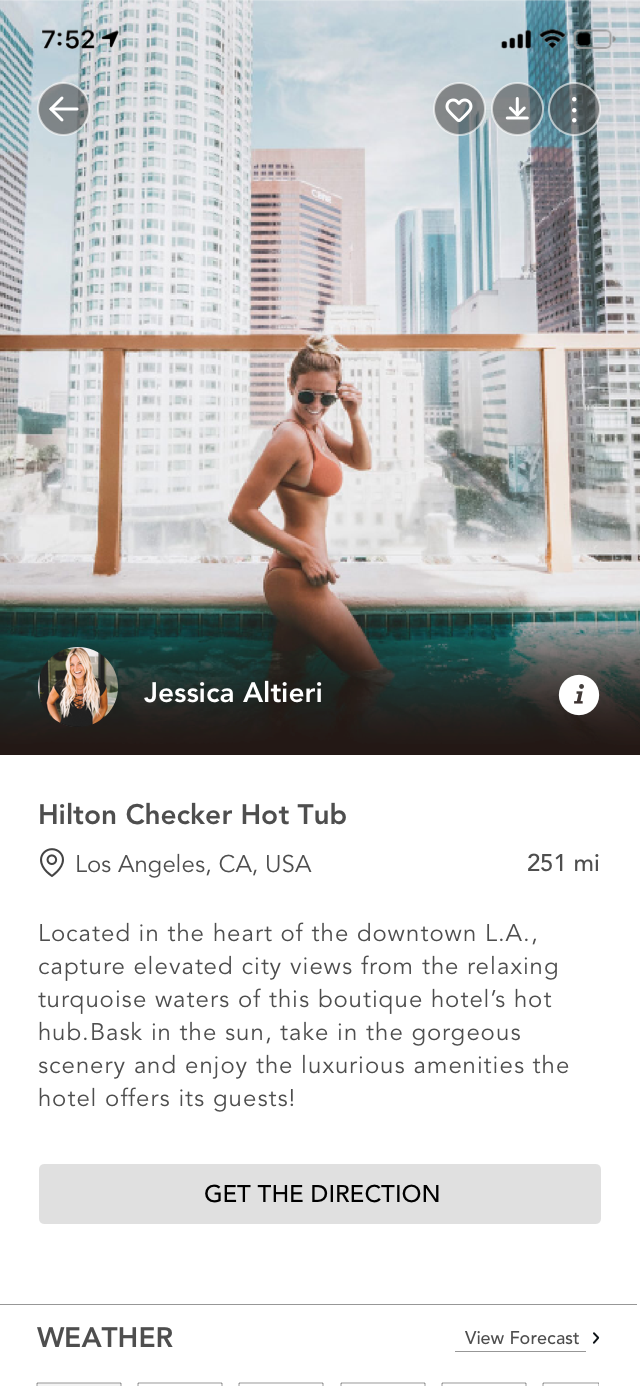 7:52
Jessica Altieri
i
Hilton Checker Hot Tub
Los Angeles, CA, USA
251 mi
Located in the heart of the downtown L.A.,
capture elevated city views from the relaxing
turquoise waters of this boutique hotel’s hot
hub.Bask in the sun, take in the gorgeous
scenery and enjoy the luxurious amenities the
hotel offers its guests!
GET THE DIRECTION
WEATHER
View Forecast